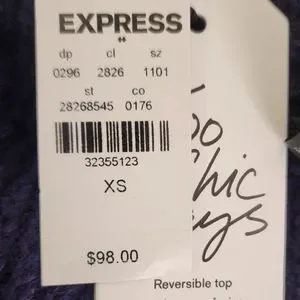 EXPRESS
dp cl sz
0296 2826 1101
st co
28268545 0176
32355123
XS
$98.00
Reversible top